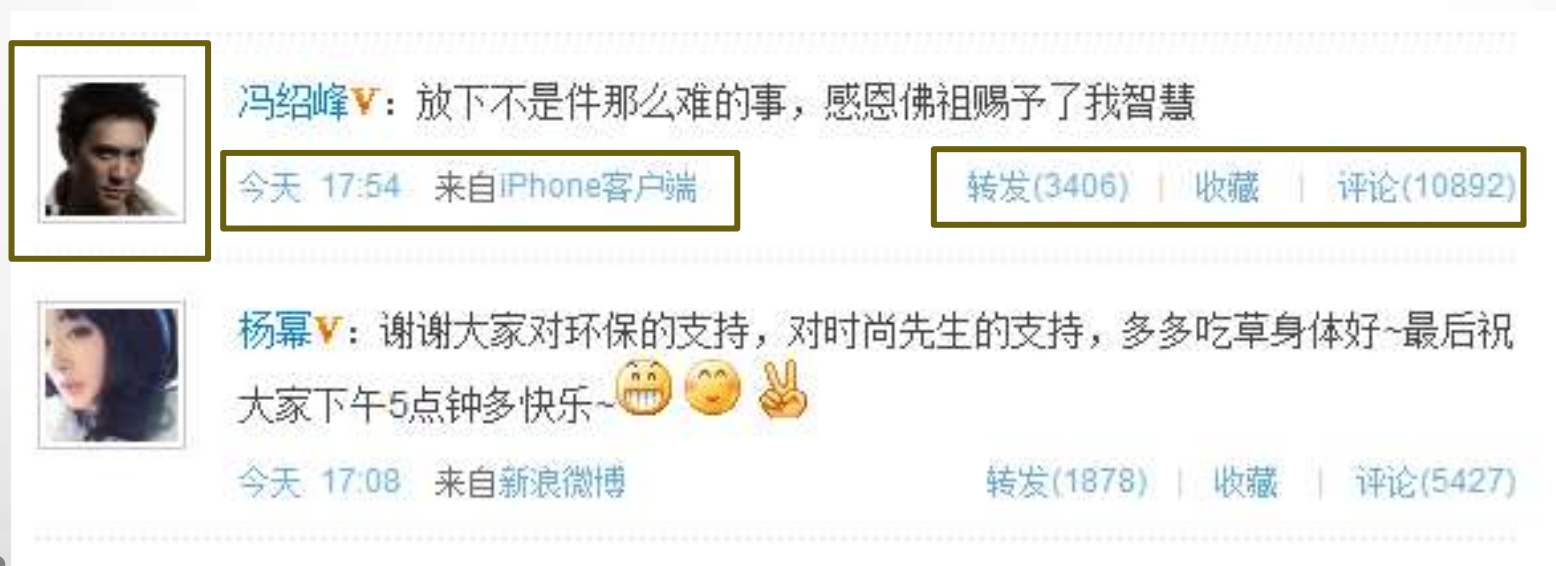 冯绍峰V：放下不是件那么难的事，感恩佛祖赐予了我智慧
今天 17:54 来自iPhone客户端 转发(3406) | 收藏 | 评论(10892)
杨幂V：谢谢大家对环保的支持，对时尚先生的支持，多多吃草身体好~最后祝
大家下午5点钟多快乐~
今天 17:08 来自新浪微博 转发(1878) | 收藏 | 评论(5427)